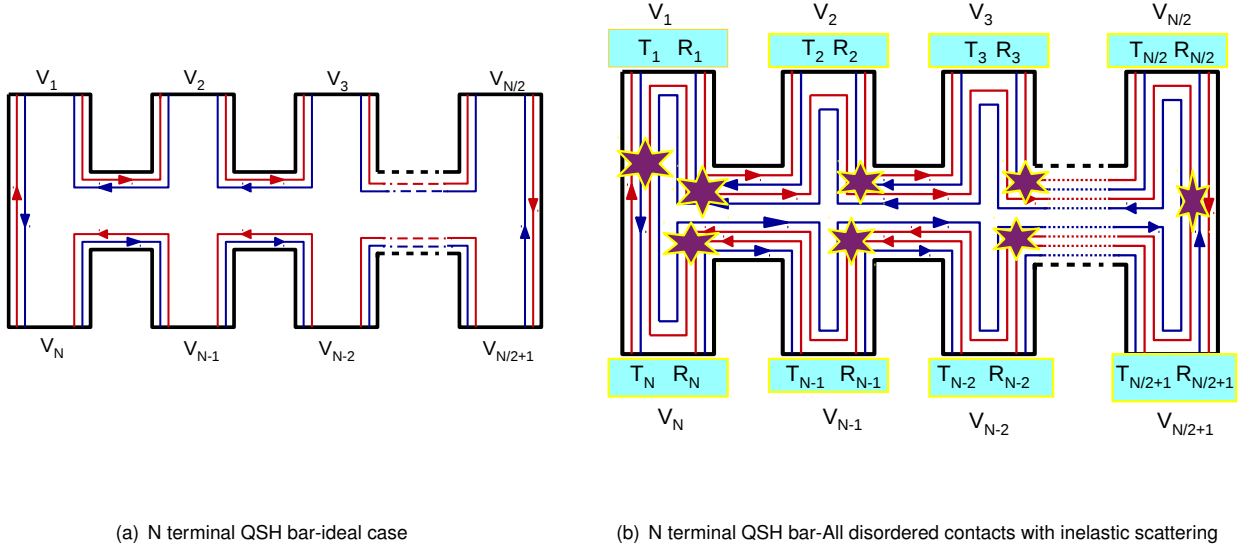 V1 V2 V3 VN/2
VN VN-1 VN-2 VN/2+1
(a) N terminal QSH bar-ideal case
V1 V2 V3 VN/2
T1 R1 T2 R2 T3 R3 TN/2 RN/2
TN RN TN-1 RN-1 TN-2 RN-2 TN/2+1 RN/2+1
VN VN-1 VN-2 VN/2+1
(b) N terminal QSH bar-All disordered contacts with inelastic scattering